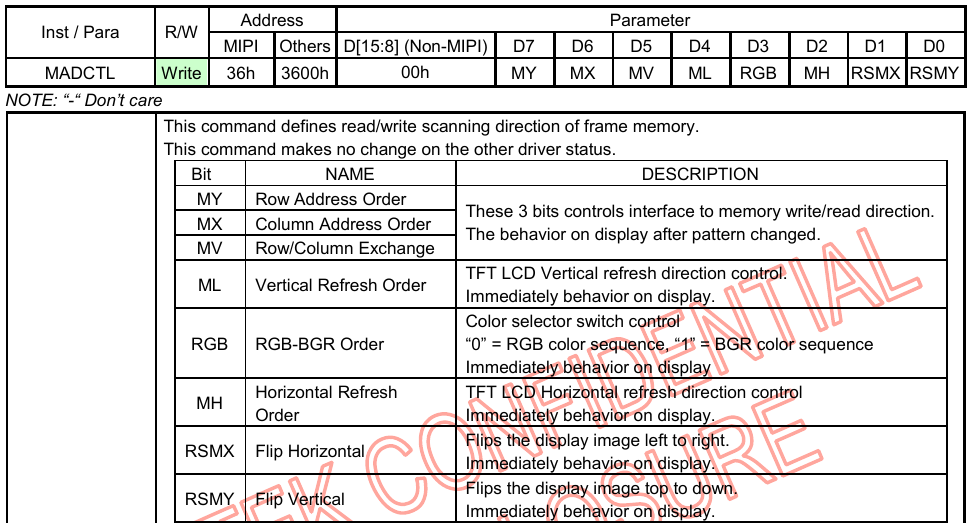 Inst / Para R/W Address Parameter
MIPI Others D[15:8] (Non-MIPI) D7 D6 D5 D4 D3 D2 D1 D0
MADCTL Write 36h 3600h 00h MY MX MV ML RGB MH RSMX RSMY
NOTE: “-“ Don’t care
This command defines read/write scanning direction of frame memory.
This command makes no change on the other driver status.
Bit NAME DESCRIPTION
MY Row Address Order
MX Column Address Order
MV Row/Column Exchange
These 3 bits controls interface to memory write/read direction.
The behavior on display after pattern changed.
ML Vertical Refresh Order
TFT LCD Vertical refresh direction control.
Immediately behavior on display.
RGB RGB-BGR Order
Color selector switch control
“0” = RGB color sequence, “1” = BGR color sequence
Immediately behavior on display
MH Horizontal Refresh
Order
TFT LCD Horizontal refresh direction control
Immediately behavior on display.
RSMX Flip Horizontal
Flips the display image left to right.
Immediately behavior on display.
RSMY Flip Vertical
Flips the display image top to down.
Immediately behavior on display.
CONFIDENTIAL